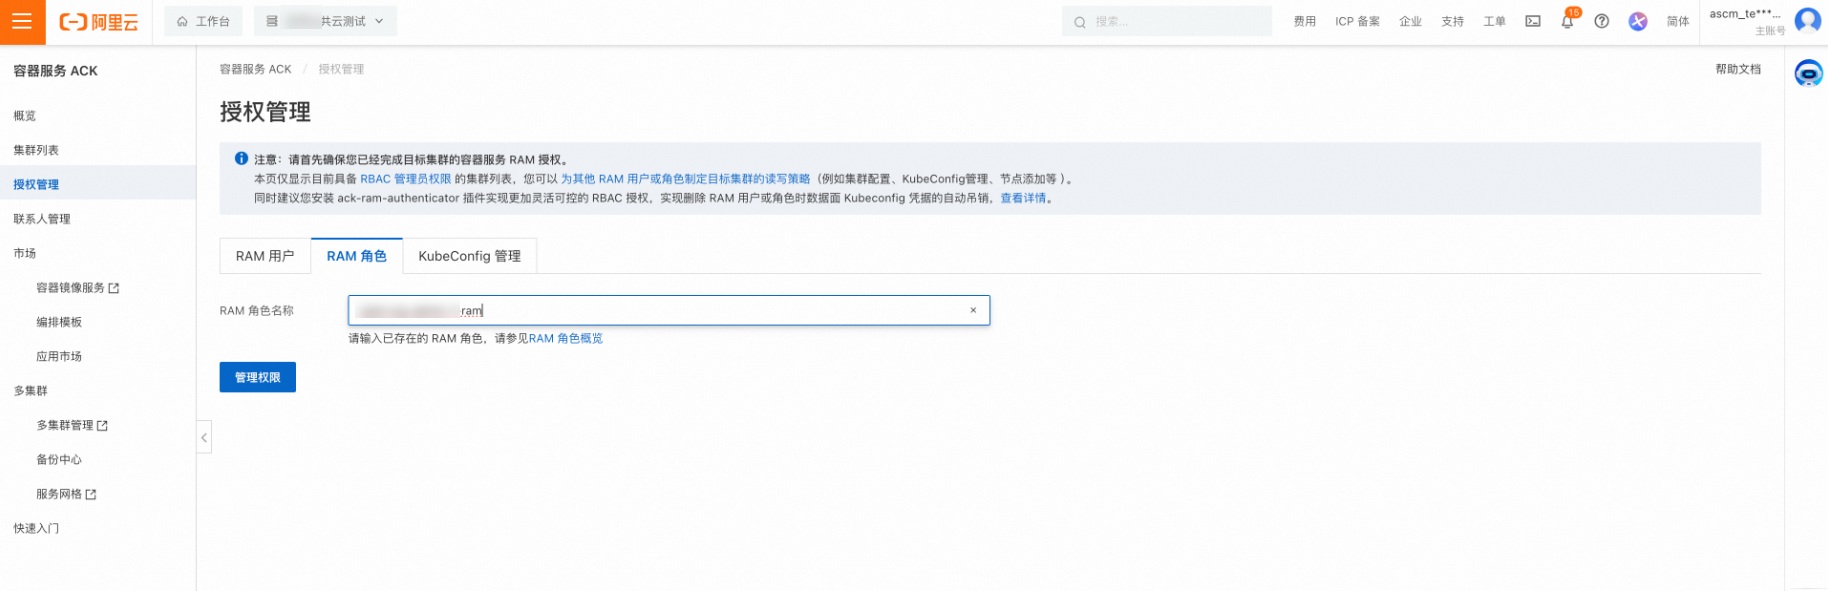 阿里云
工作台
共云测试
搜索...
费用
ICP 备案
企业
支持
工单
15
简体
ascm_te***...
主账号
容器服务 ACK
概览
集群列表
授权管理
联系人管理
市场
容器镜像服务
编排模板
应用市场
多集群
多集群管理
备份中心
服务网格
快速入门
容器服务 ACK / 授权管理
帮助文档
授权管理
注意：请首先确保您已经完成目标集群的容器服务 RAM 授权。
本页仅显示目前具备 RBAC 管理员权限 的集群列表，您可以 为其他 RAM 用户或角色制定目标集群的读写策略（例如集群配置、KubeConfig管理、节点添加等 ）。
同时建议您安装 ack-ram-authenticator 插件实现更加灵活可控的 RBAC 授权，实现删除 RAM 用户或角色时数据面 Kubeconfig 凭据的自动吊销，查看详情。
RAM 用户
RAM 角色
KubeConfig 管理
RAM 角色名称
ram
请输入已存在的 RAM 角色，请参见RAM 角色概览
管理权限